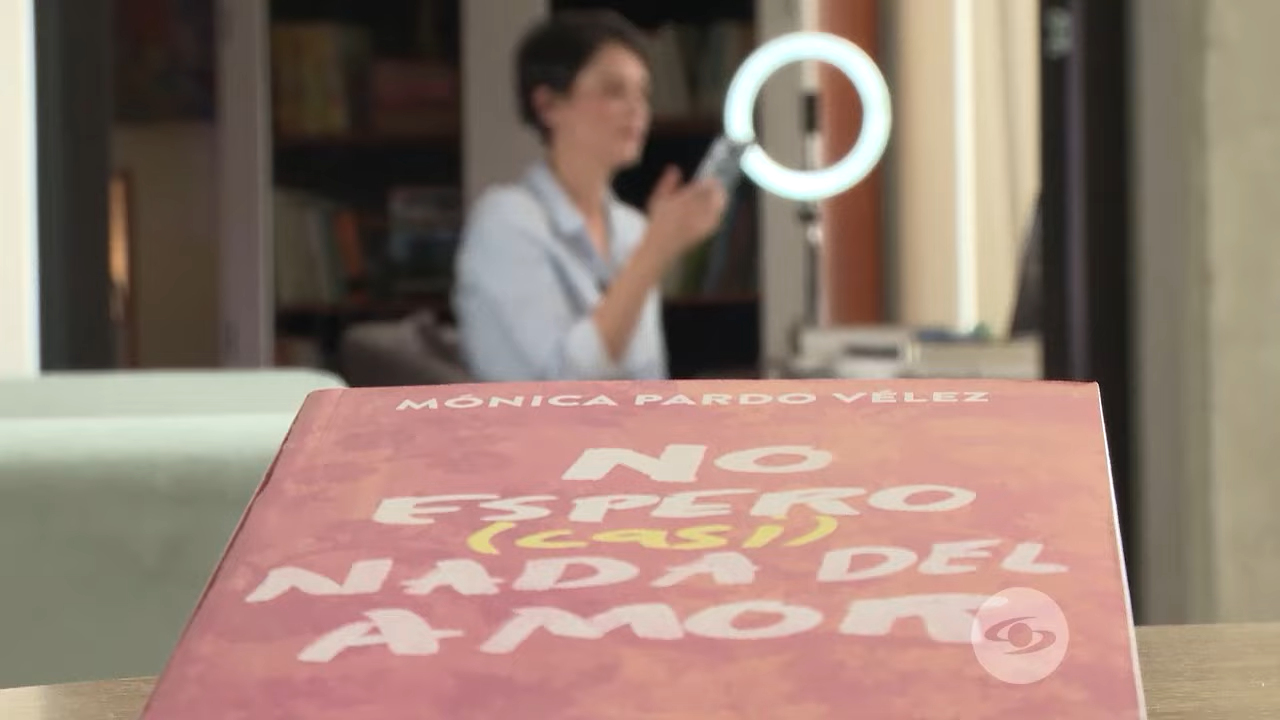 MÓNICA PARDO VÉLEZ
NO
ESPERO
(casi)
NADA DEL
AMOR